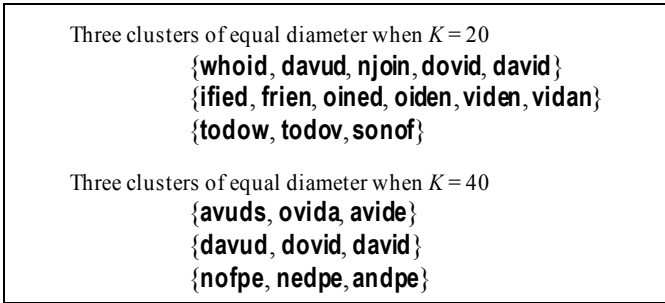 Three clusters of equal diameter when K = 20
{whoid, davud, njoin, dovid, david}
{ified, frien, oined, oiden, viden, vidan}
{todow, todov, sonof}
Three clusters of equal diameter when K = 40
{avuds, ovida, avide}
{davud, dovid, david}
{nofpe, nedpe, andpe}